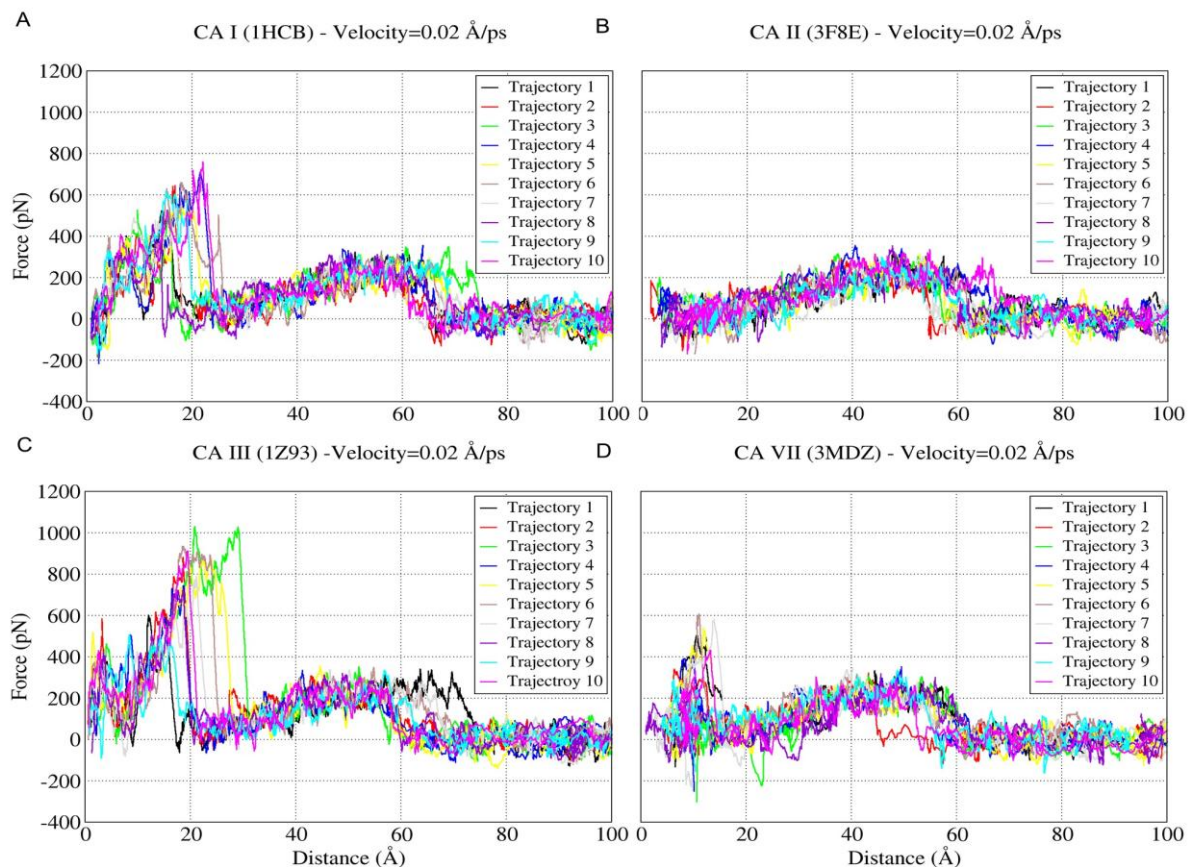 A
CA I (1HCB) - Velocity=0.02 Å/ps
B
CA II (3F8E) - Velocity=0.02 Å/ps
1200
1000
800
600
400
200
0
-200
-400
Force (pN)
Trajectory 1
Trajectory 2
Trajectory 3
Trajectory 4
Trajectory 5
Trajectory 6
Trajectory 7
Trajectory 8
Trajectory 9
Trajectory 10
Trajectory 1
Trajectory 2
Trajectory 3
Trajectory 4
Trajectory 5
Trajectory 6
Trajectory 7
Trajectory 8
Trajectory 9
Trajectory 10
0 20 40 60 80 100
0 20 40 60 80 100
C
CA III (1Z93) -Velocity=0.02 Å/ps
D
CA VII (3MDZ) - Velocity=0.02 Å/ps
1200
1000
800
600
400
200
0
-200
-400
Force (pN)
Trajectory 1
Trajectory 2
Trajectory 3
Trajectory 4
Trajectory 5
Trajectory 6
Trajectory 7
Trajectory 8
Trajectory 9
Trajectroy 10
Trajectory 1
Trajectory 2
Trajectory 3
Trajectory 4
Trajectory 5
Trajectory 6
Trajectory 7
Trajectory 8
Trajectory 9
Trajectory 10
0 20 40 60 80 100
0 20 40 60 80 100
Distance (Å)
Distance (Å)